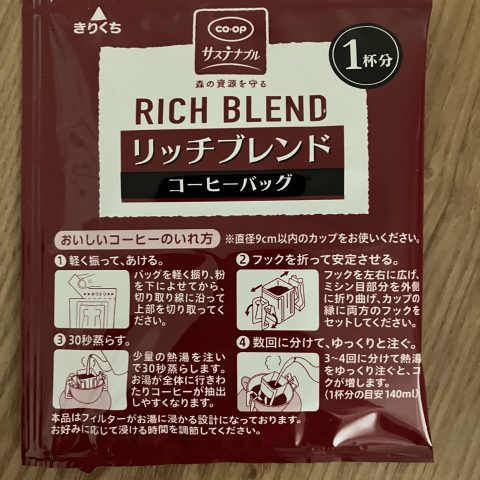 きりくち
CO·OP
サステナブル
1杯分
森の資源を守る
RICH BLEND
リッチブレンド
コーヒーバッグ
おいしいコーヒーのいれ方 ※直径9cm以内のカップをお使いください。
1 軽く振って、あける。
キリトリ
バッグを軽く振り、粉
を下によせてから、
切り取り線に沿って
上部を切り取ってく
ださい。
2 フックを折って安定させる。
フックを左右に広げ、
ミシン目部分を外側
に折り曲げ、カップの
縁に両方のフックを
セットしてください。
3 30秒蒸らす。
少量の熱湯を注い
で30秒蒸らします。
お湯が全体に行きわ
たりコーヒーが抽出
しやすくなります。
4 数回に分けて、ゆっくりと注ぐ。
3~4回に分けて熱湯
をゆっくり注ぐと、コ
クが増します。
(1杯分の目安140ml)
本品はフィルターがお湯に浸かる設計になっております。
お好みに応じて浸ける時間を調節してください。